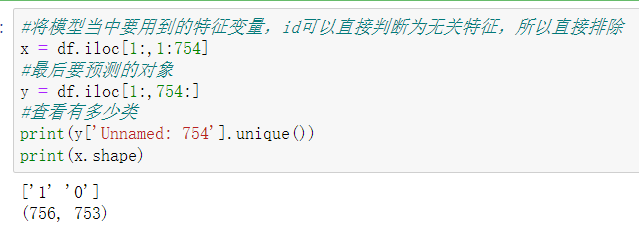 :
#将模型当中要用到的特征变量，id可以直接判断为无关特征，所以直接排除
x = df.iloc[1:,1:754]
#最后要预测的对象
y = df.iloc[1:,754:]
#查看有多少类
print(y['Unnamed: 754'].unique())
print(x.shape)
['1' '0']
(756, 753)